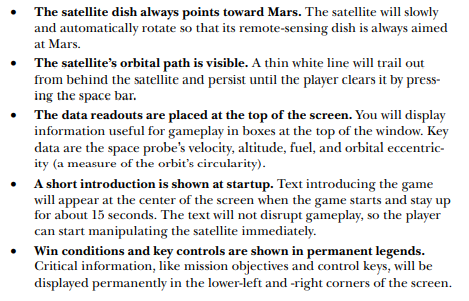 • The satellite dish always points toward Mars. The satellite will slowly
and automatically rotate so that its remote-sensing dish is always aimed
at Mars.
• The satellite's orbital path is visible. A thin white line will trail out
from behind the satellite and persist until the player clears it by press-
ing the space bar.
• The data readouts are placed at the top of the screen. You will display
information useful for gameplay in boxes at the top of the window. Key
data are the space probe's velocity, altitude, fuel, and orbital eccentric-
ity (a measure of the orbit's circularity).
• A short introduction is shown at startup. Text introducing the game
will appear at the center of the screen when the game starts and stay up
for about 15 seconds. The text will not disrupt gameplay, so the player
can start manipulating the satellite immediately.
• Win conditions and key controls are shown in permanent legends.
Critical information, like mission objectives and control keys, will be
displayed permanently in the lower-left and -right corners of the screen.